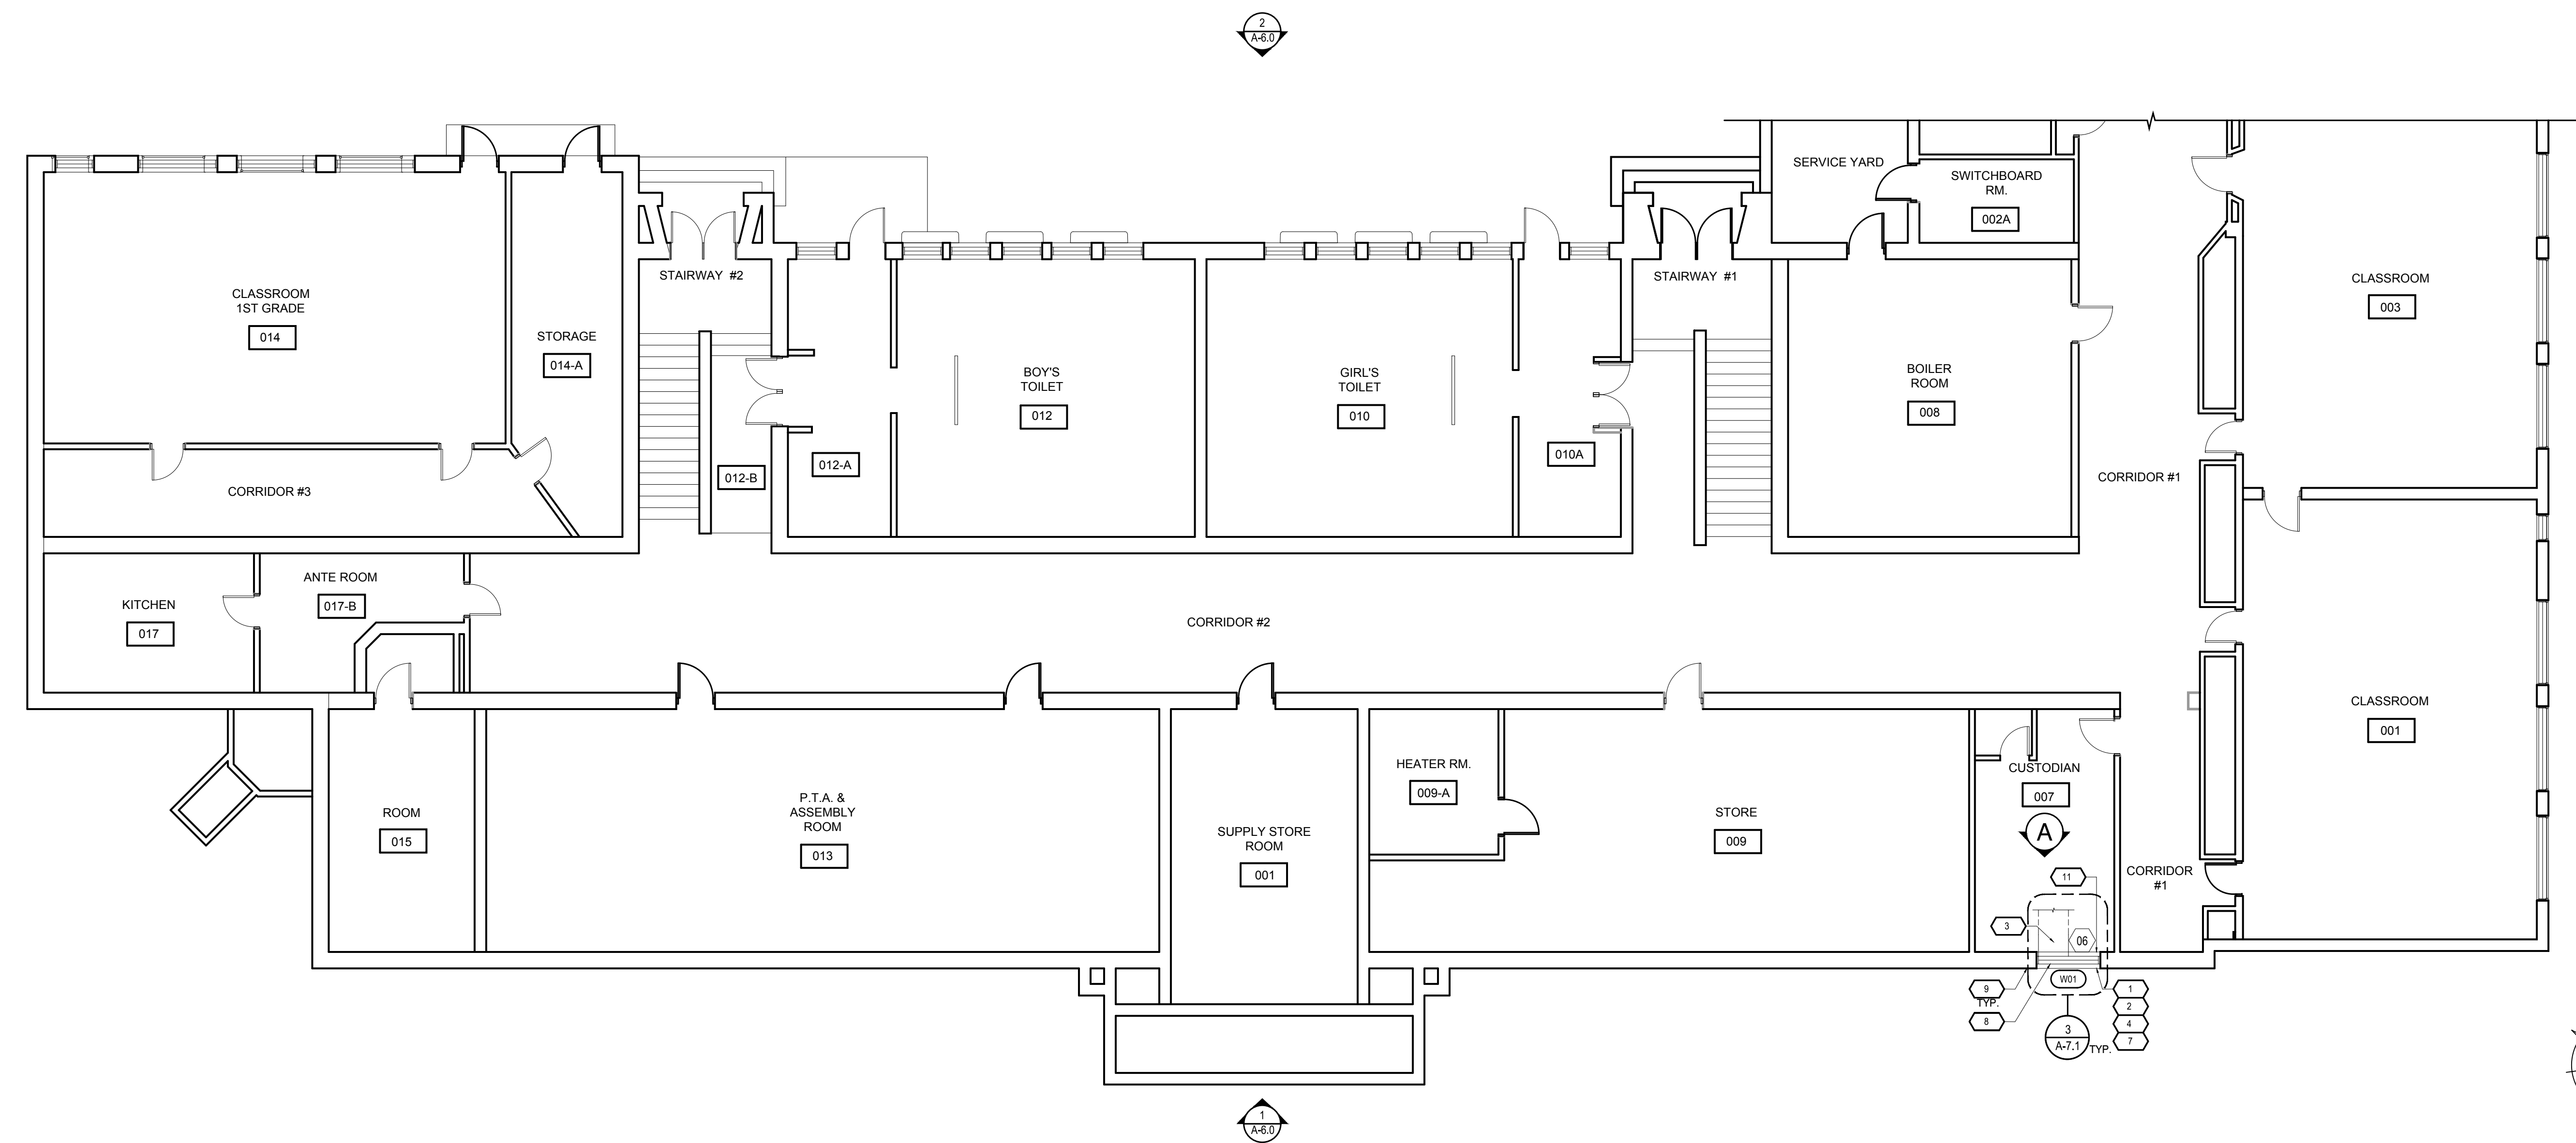 2
A-6.0
SERVICE YARD
SWITCHBOARD
RM.
002A
STAIRWAY #2
STAIRWAY #1
CLASSROOM
1ST GRADE
014
STORAGE
014-A
CLASSROOM
003
BOY'S
TOILET
012
GIRL'S
TOILET
010
BOILER
ROOM
008
012-A
012-B
010A
CORRIDOR #3
CORRIDOR #1
ANTE ROOM
017-B
KITCHEN
017
CORRIDOR #2
CLASSROOM
001
HEATER RM.
009-A
CUSTODIAN
007
A
P.T.A. &
ASSEMBLY
ROOM
013
ROOM
015
SUPPLY STORE
ROOM
001
STORE
009
CORRIDOR
#1
11
3
06
W01
9
TYP.
8
1
2
4
7
3
A-7.1
TYP.
1
A-6.0